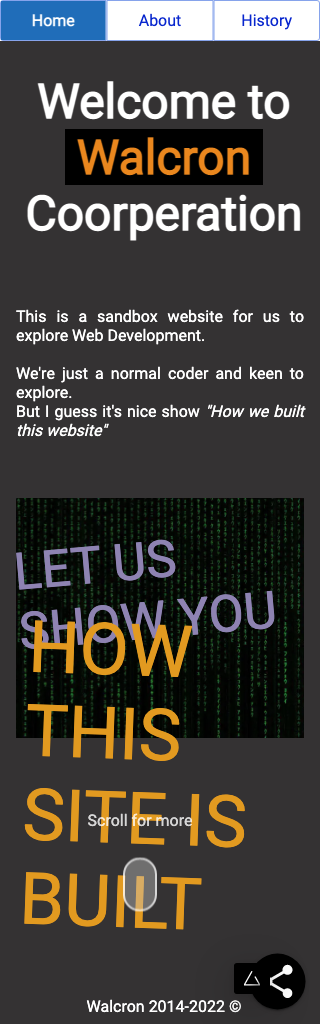 Home About History
Welcome to
Walcron
Coorperation
This is a sandbox website for us to
explore Web Development.
We're just a normal coder and keen to
explore.
But I guess it's nice show "How we built
this website"
LET US
SHOW YOU
HOW
THIS
SITE IS
BUILT
Scroll for more
Walcron 2014-2022 ©